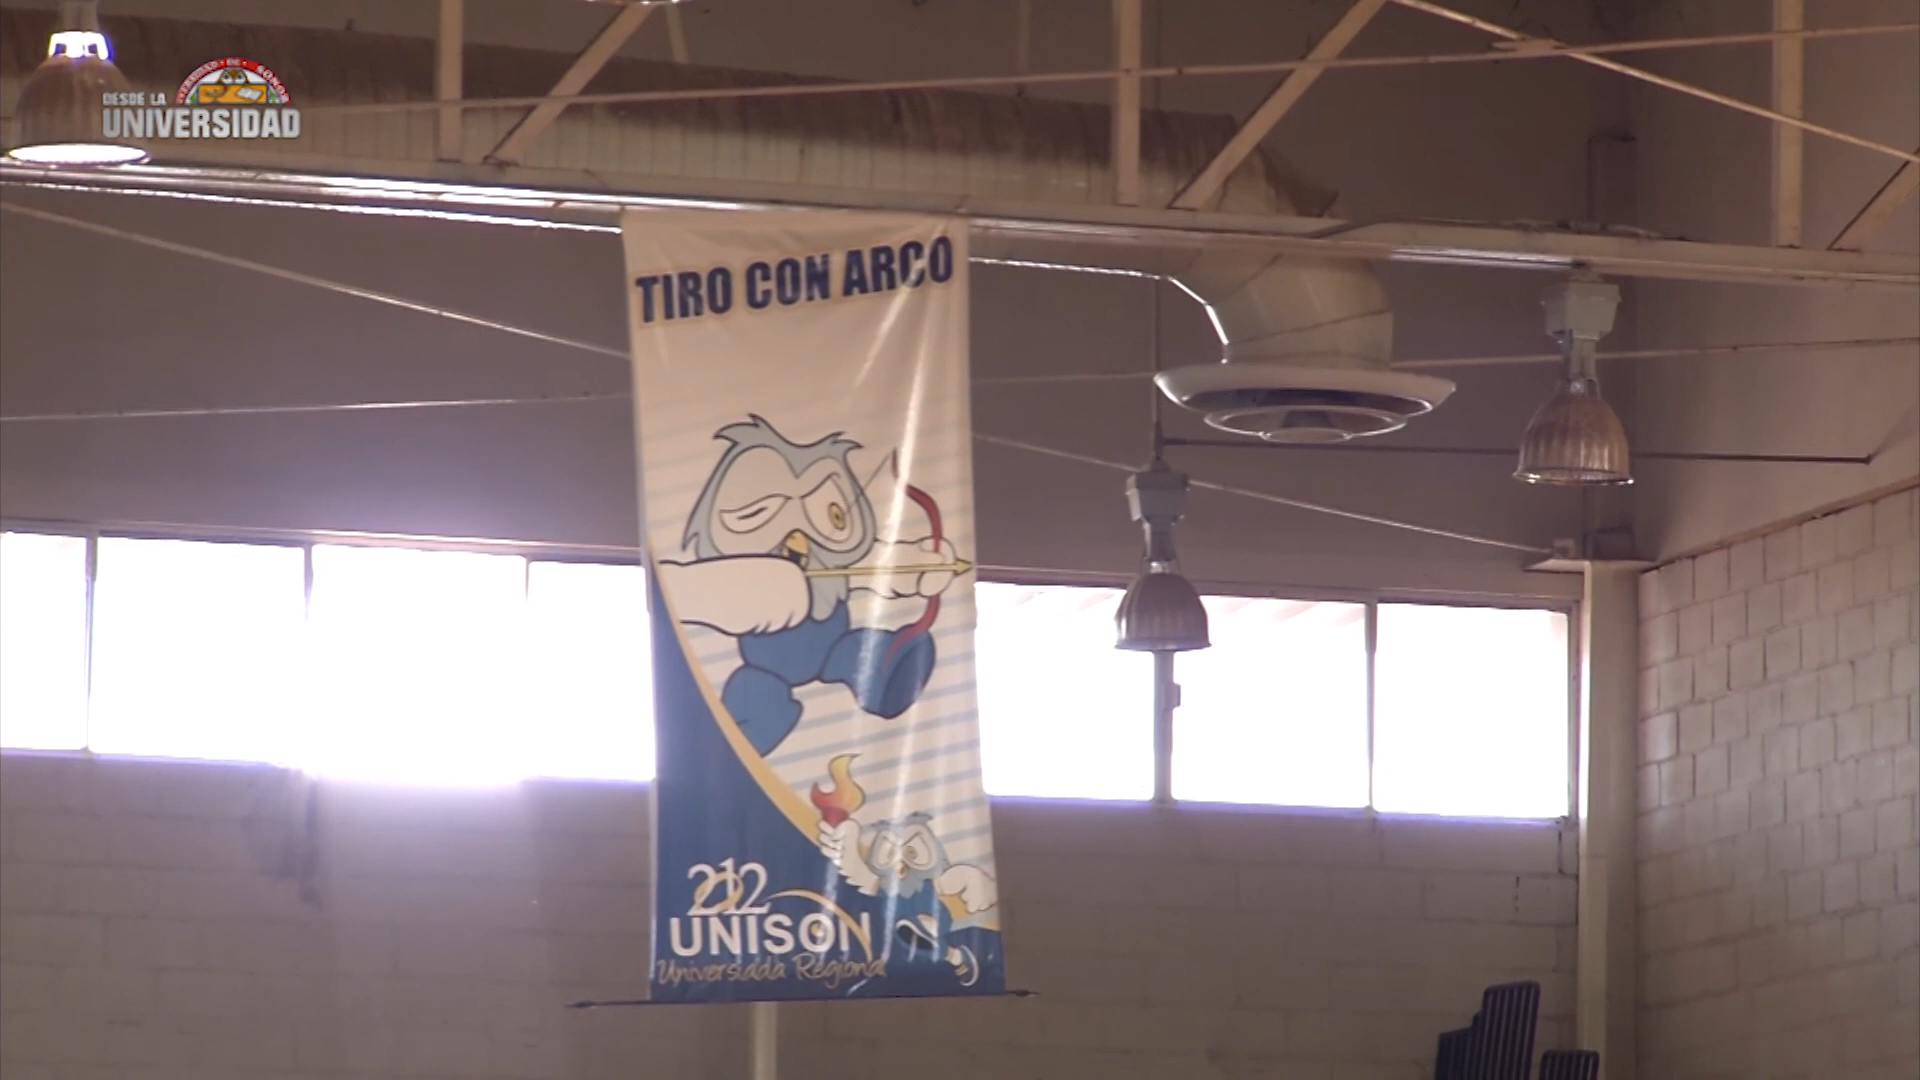 DESDE LA
UNIVERSIDAD
TIRO CON ARCO
2012
UNISON
Universiada Regional